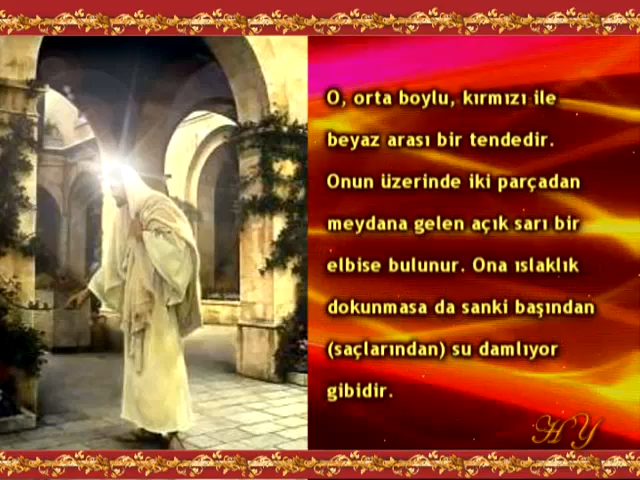 O, orta boylu, kırmızı ile
beyaz arası bir tendedir.
Onun üzerinde iki parçadan
meydana gelen açık sarı bir
elbise bulunur. Ona ıslaklık
dokunmasa da sanki başından
(saçlarından) su damlıyor
gibidir.
HY